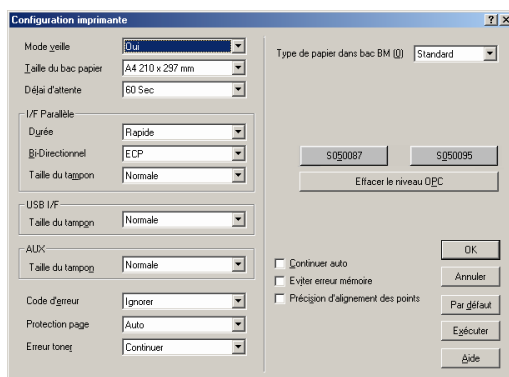 Configuration imprimante
Mode veille
Oui
Taille du bac papier
A4 210 x 297 mm
Délai d'attente
60 Sec
I/F Parallèle
Durée
Rapide
Bi-Directionnel
ECP
Taille du tampon
Normale
USB I/F
Taille du tampon
Normale
AUX
Taille du tampon
Normale
Code d'erreur
Ignorer
Protection page
Auto
Erreur toner
Continuer
Type de papier dans bac BM (0)
Standard
S050087
S050095
Effacer le niveau OPC
Continuer auto
Eviter erreur mémoire
Précision d'alignement des points
OK
Annuler
Par défaut
Exécuter
Aide